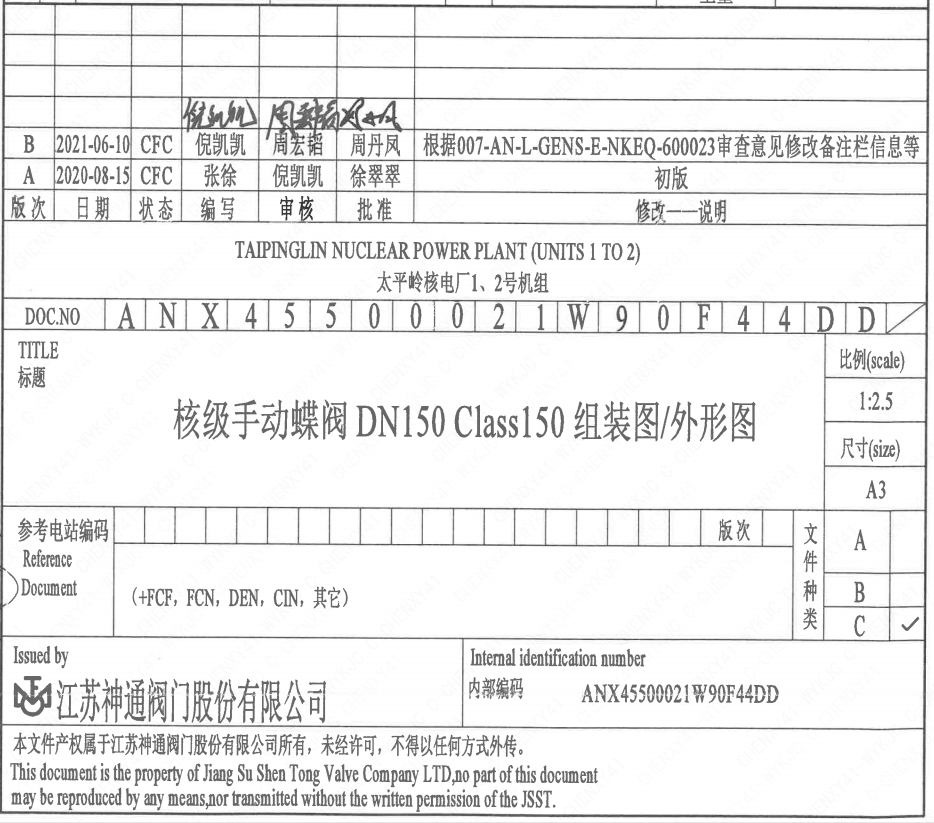 B 2021-06-10 CFC 倪凯凯 周宏韬 周丹凤 根据007-AN-L-GENS-E-NKEQ-600023审查意见修改备注栏信息等
A 2020-08-15 CFC 张徐 倪凯凯 徐翠翠 初版
版次 日期 状态 编写 审核 批准 修改——说明
TAIPINGLIN NUCLEAR POWER PLANT (UNITS 1 TO 2)
太平岭核电厂1、2号机组
DOC.NO A N X 4 5 5 0 0 0 2 1 W 9 0 F 4 4 D D
TITLE
标题
核级手动蝶阀 DN150 Class150 组装图/外形图
比例(scale)
1:2.5
尺寸(size)
A3
参考电站编码
Reference
Document
版次
(+FCF, FCN, DEN, CIN, 其它)
文件种类
A
B
C ✓
Issued by
江苏神通阀门股份有限公司
Internal identification number
内部编码 ANX45500021W90F44DD
本文件产权属于江苏神通阀门股份有限公司所有，未经许可，不得以任何方式外传。
This document is the property of Jiang Su Shen Tong Valve Company LTD,no part of this document
may be reproduced by any means,nor transmitted without the written permission of the JSST.